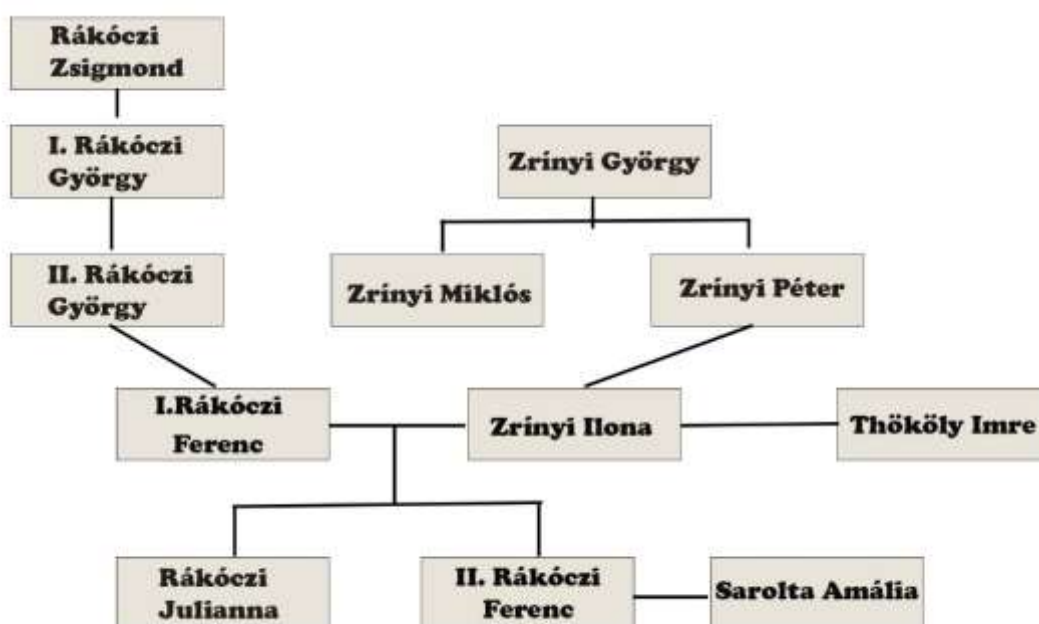 Rákóczi
Zsigmond
I. Rákóczi
György
Zrínyi György
II. Rákóczi
György
Zrínyi Miklós
Zrínyi Péter
I.Rákóczi
Ferenc
Zrínyi Ilona
Thököly Imre
Rákóczi
Julianna
II. Rákóczi
Ferenc
Sarolta Amália